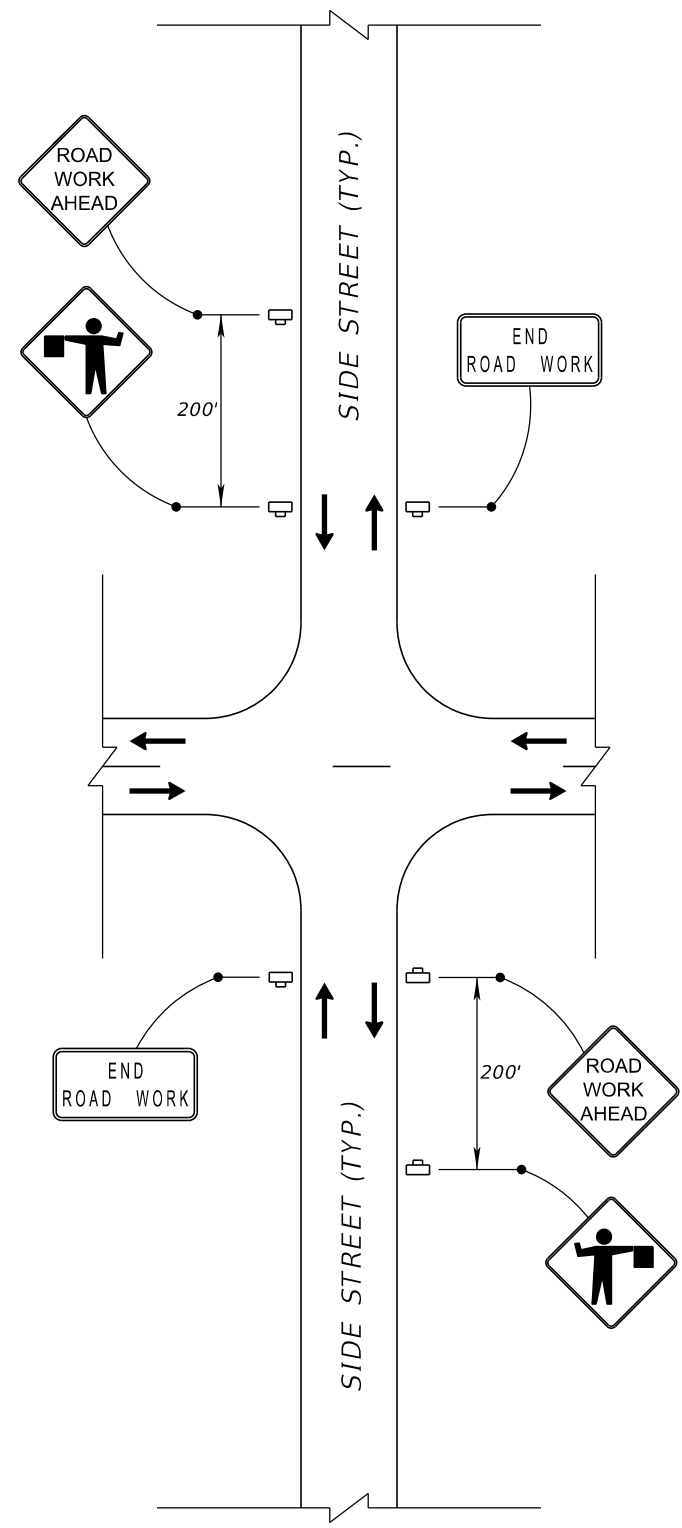 SIDE STREET (TYP.)
ROAD
WORK
AHEAD
END
ROAD WORK
200'
END
ROAD WORK
200'
ROAD
WORK
AHEAD
SIDE STREET (TYP.)